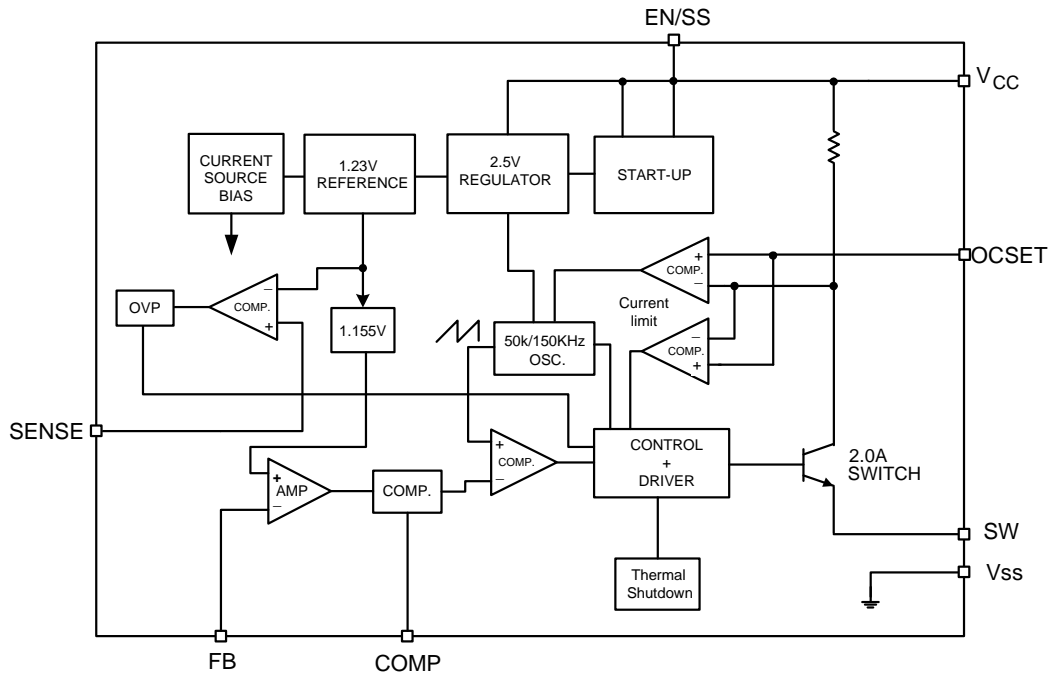 EN/SS
VCC
CURRENT
SOURCE
BIAS
1.23V
REFERENCE
2.5V
REGULATOR
START-UP
+
COMP.
−
OCSET
OVP
−
COMP.
+
1.155V
Current
limit
50k/150KHz
OSC.
−
COMP.
+
SENSE
+
AMP
−
COMP.
+
COMP.
−
CONTROL
+
DRIVER
2.0A
SWITCH
SW
Thermal
Shutdown
Vss
FB
COMP